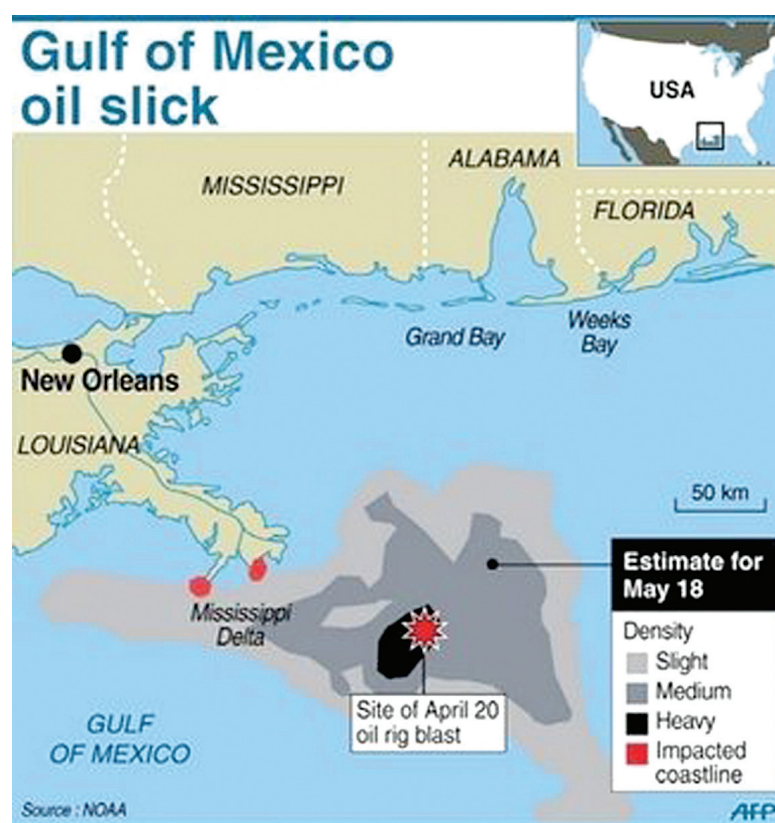 Gulf of Mexico
oil slick
USA
ALABAMA
MISSISSIPPI
FLORIDA
Grand Bay
Weeks
Bay
New Orleans
LOUISIANA
50 km
Estimate for
May 18
Density
Slight
Medium
Heavy
Impacted
coastline
Mississippi
Delta
Site of April 20
oil rig blast
GULF
OF MEXICO
Source : NOAA
AFP